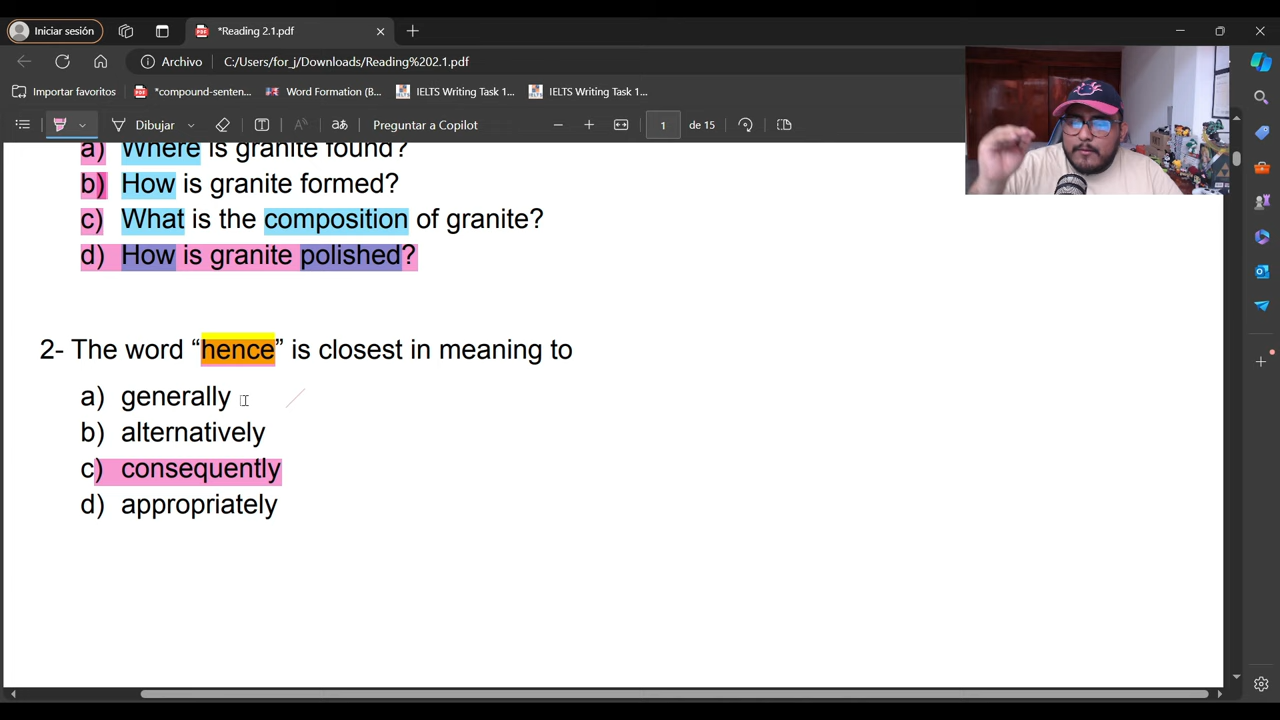 Iniciar sesión
*Reading 2.1.pdf
Archivo
C:/Users/for_j/Downloads/Reading%202.1.pdf
Importar favoritos
*compound-senten...
Word Formation (B...
IELTS Writing Task 1...
IELTS Writing Task 1...
Dibujar
Preguntar a Copilot
1
de 15
a) Where is granite found?
b) How is granite formed?
c) What is the composition of granite?
d) How is granite polished?
2- The word “hence” is closest in meaning to
a) generally
b) alternatively
c) consequently
d) appropriately